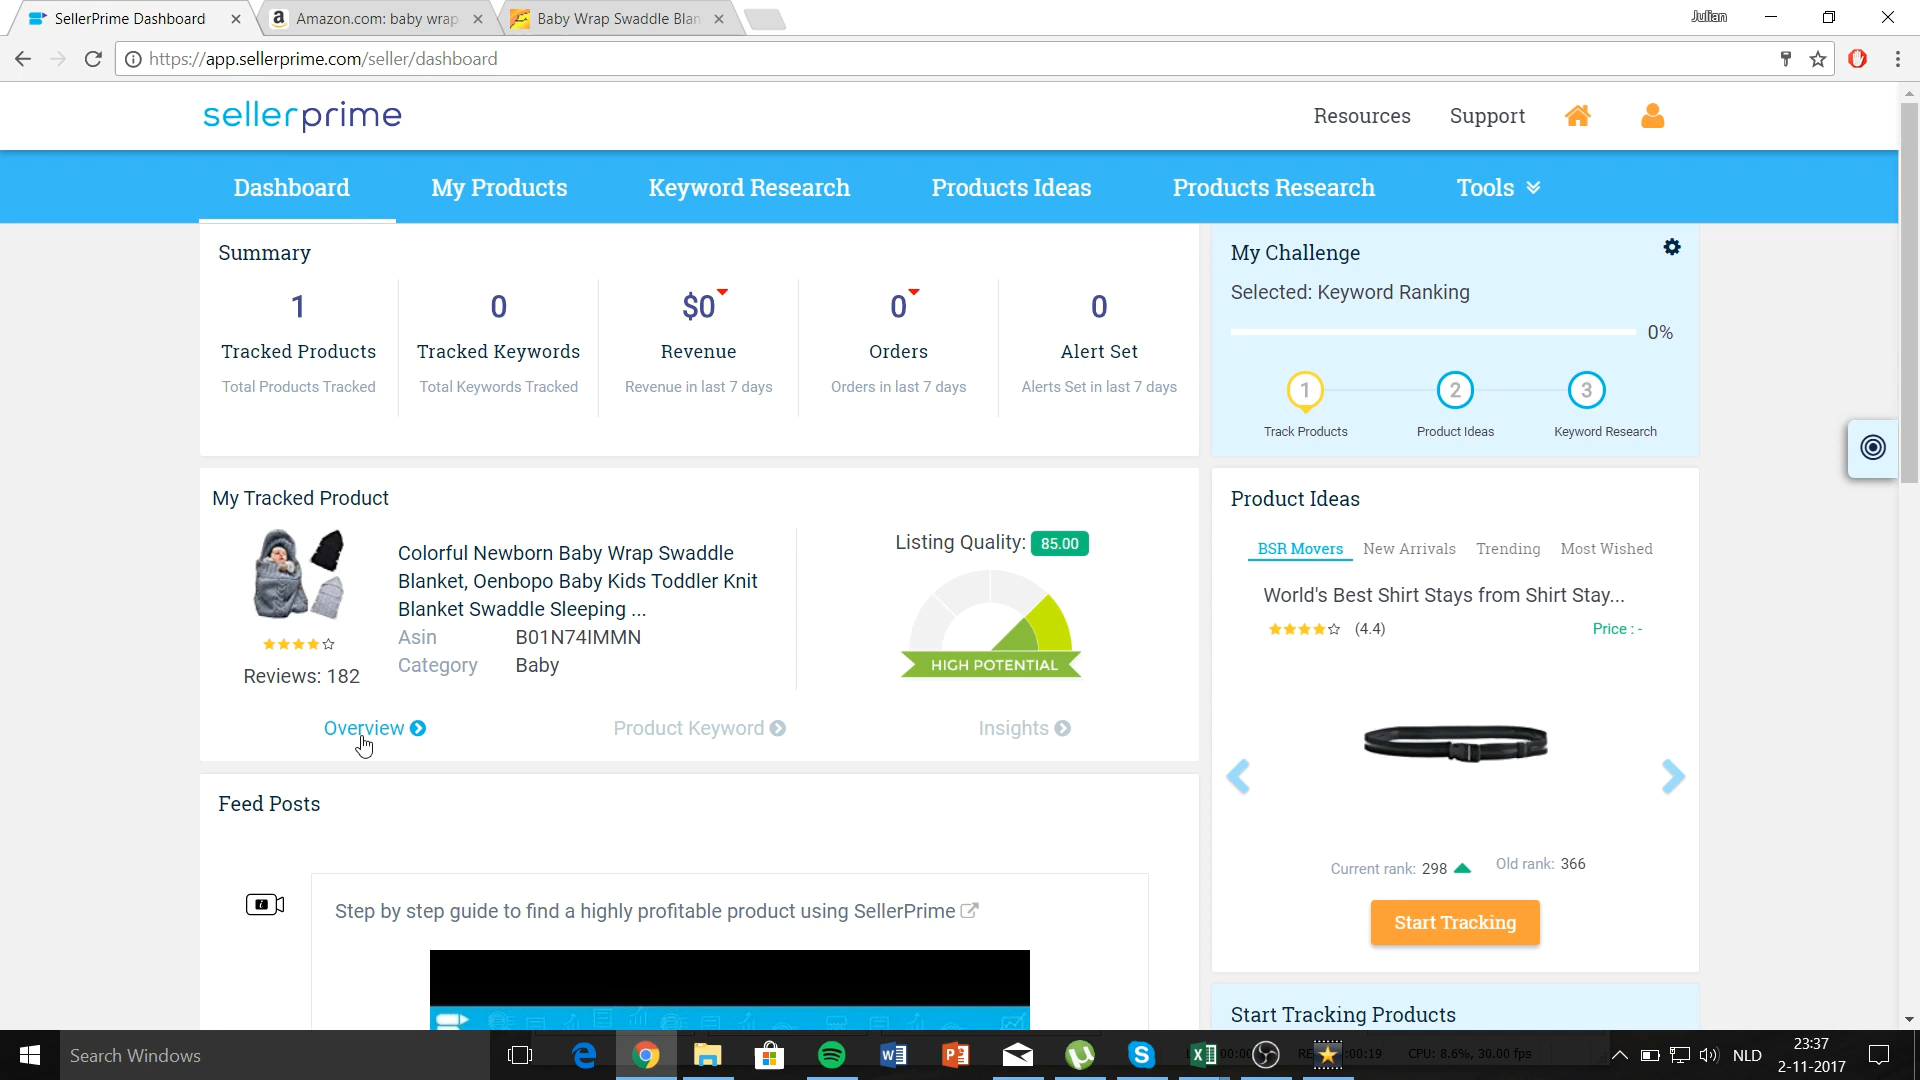 SellerPrime Dashboard
Amazon.com: baby wrap
Baby Wrap Swaddle Blan
Julian
https://app.sellerprime.com/seller/dashboard
sellerprime
Resources Support
Dashboard My Products Keyword Research Products Ideas Products Research Tools
Summary
1 0 $0 0 0
Tracked Products Tracked Keywords Revenue Orders Alert Set
Total Products Tracked Total Keywords Tracked Revenue in last 7 days Orders in last 7 days Alerts Set in last 7 days
My Challenge
Selected: Keyword Ranking
0%
1 2 3
Track Products Product Ideas Keyword Research
My Tracked Product
Colorful Newborn Baby Wrap Swaddle
Blanket, Oenbopo Baby Kids Toddler Knit
Blanket Swaddle Sleeping ...
Asin B01N74IMMN
Category Baby
Reviews: 182
Listing Quality: 85.00
HIGH POTENTIAL
Overview Product Keyword Insights
Product Ideas
BSR Movers New Arrivals Trending Most Wished
World's Best Shirt Stays from Shirt Stay...
(4.4) Price : -
Current rank: 298 Old rank: 366
Start Tracking
Feed Posts
Step by step guide to find a highly profitable product using SellerPrime
Start Tracking Products
Search Windows
CPU: 8.6%, 30.00 fps
NLD
23:37
2-11-2017